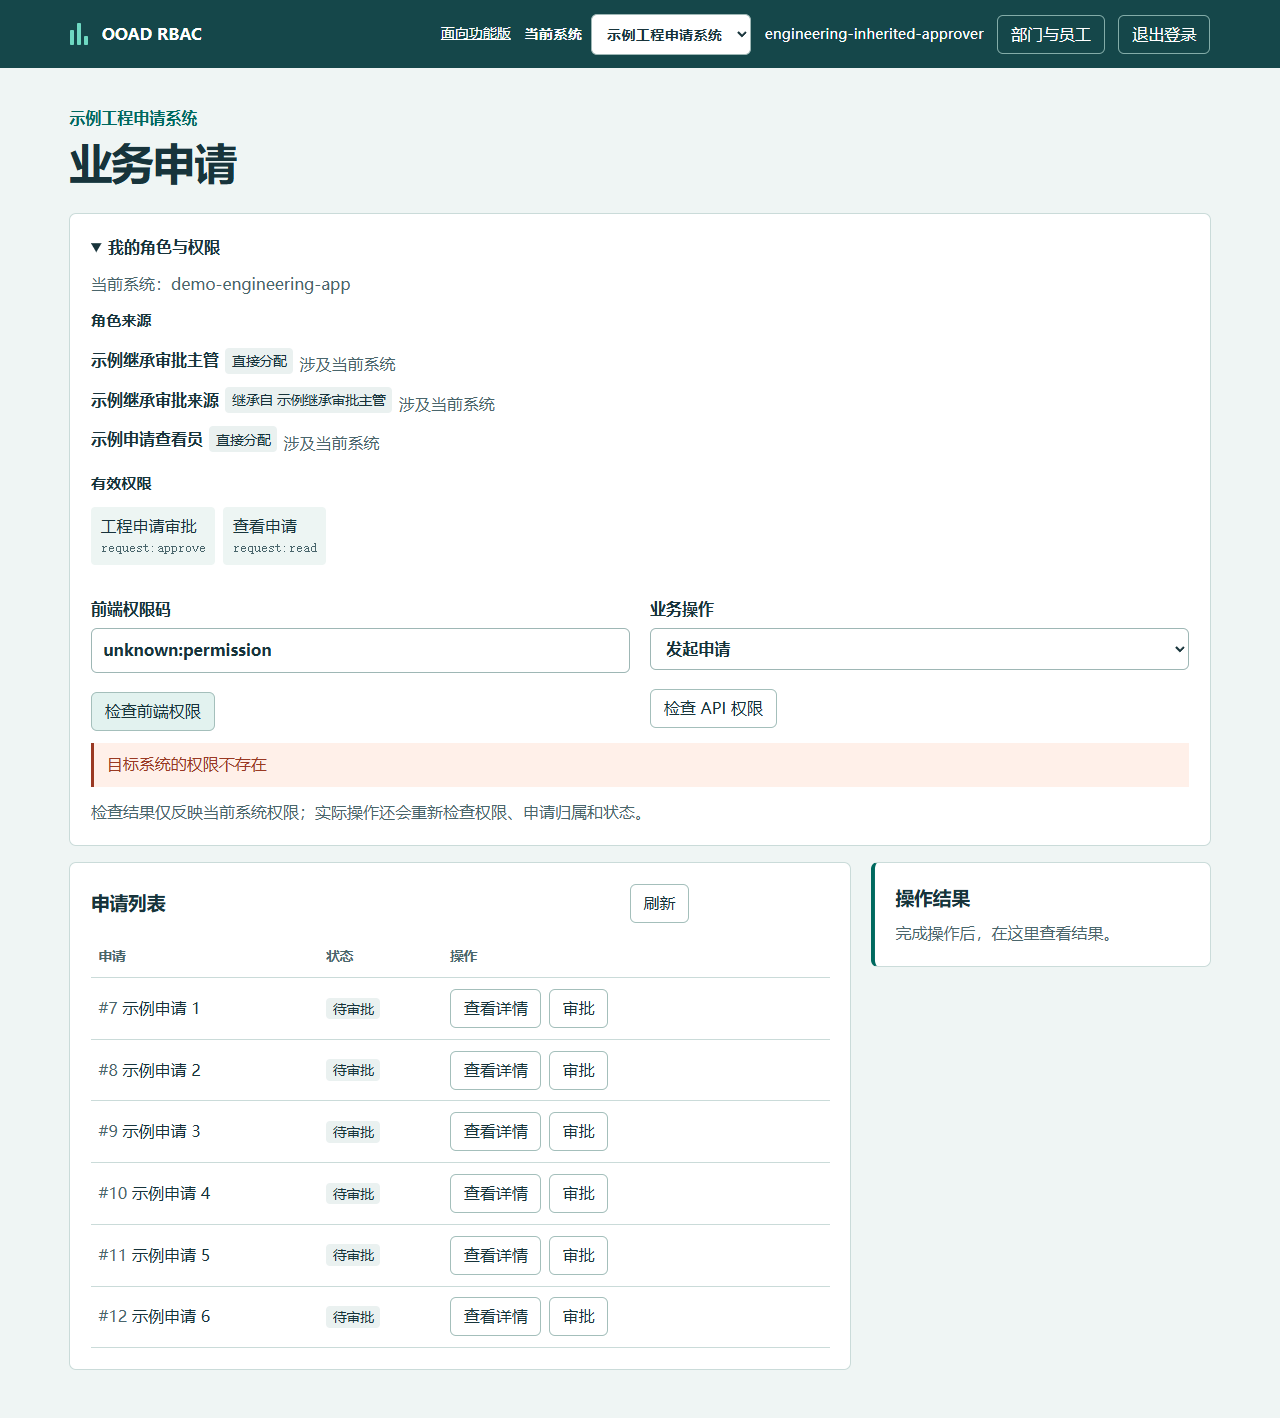 OOAD RBAC
面向功能版 当前系统 示例工程申请系统 engineering-inherited-approver 部门与员工 退出登录
示例工程申请系统
业务申请
我的角色与权限
当前系统：demo-engineering-app
角色来源
示例继承审批主管 直接分配 涉及当前系统
示例继承审批来源 继承自 示例继承审批主管 涉及当前系统
示例申请查看员 直接分配 涉及当前系统
有效权限
工程申请审批 查看申请
request:approve request:read
前端权限码 业务操作
unknown:permission 发起申请
检查前端权限 检查 API 权限
目标系统的权限不存在
检查结果仅反映当前系统权限；实际操作还会重新检查权限、申请归属和状态。
申请列表 刷新
申请 状态 操作
#7 示例申请 1 待审批 查看详情 审批
#8 示例申请 2 待审批 查看详情 审批
#9 示例申请 3 待审批 查看详情 审批
#10 示例申请 4 待审批 查看详情 审批
#11 示例申请 5 待审批 查看详情 审批
#12 示例申请 6 待审批 查看详情 审批
操作结果
完成操作后，在这里查看结果。